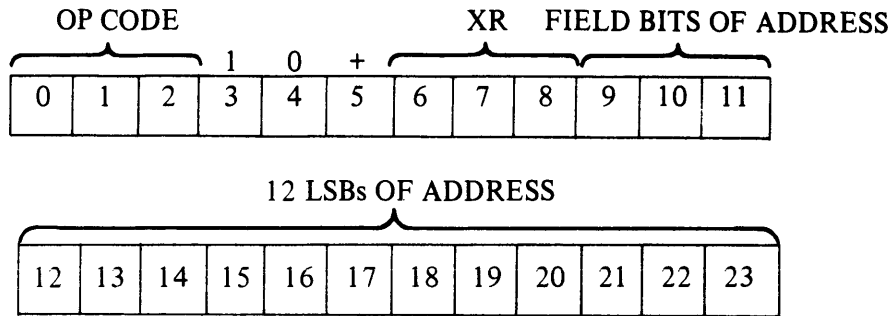 OP CODE XR FIELD BITS OF ADDRESS
1 0 +
0 1 2 3 4 5 6 7 8 9 10 11
12 LSBs OF ADDRESS
12 13 14 15 16 17 18 19 20 21 22 23